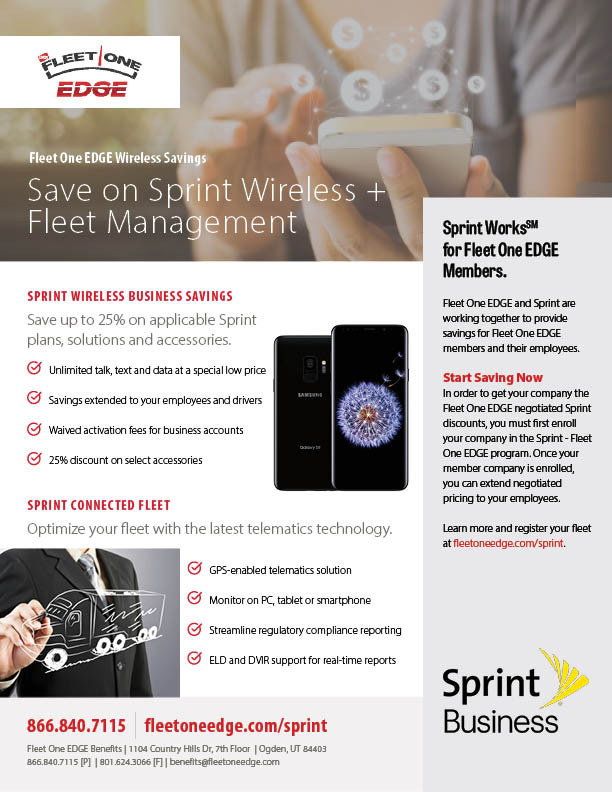 FLEET ONE
EDGE
Fleet One EDGE Wireless Savings
Save on Sprint Wireless +
Fleet Management
SPRINT WIRELESS BUSINESS SAVINGS
Save up to 25% on applicable Sprint
plans, solutions and accessories.
Unlimited talk, text and data at a special low price
Savings extended to your employees and drivers
Waived activation fees for business accounts
25% discount on select accessories
SAMSUNG
Galaxy S9
SPRINT CONNECTED FLEET
Optimize your fleet with the latest telematics technology.
GPS-enabled telematics solution
Monitor on PC, tablet or smartphone
Streamline regulatory compliance reporting
ELD and DVIR support for real-time reports
Sprint Works℠
for Fleet One EDGE
Members.
Fleet One EDGE and Sprint are
working together to provide
savings for Fleet One EDGE
members and their employees.
Start Saving Now
In order to get your company the
Fleet One EDGE negotiated Sprint
discounts, you must first enroll
your company in the Sprint - Fleet
One EDGE program. Once your
member company is enrolled,
you can extend negotiated
pricing to your employees.
Learn more and register your fleet
at fleetoneedge.com/sprint.
Sprint
Business
866.840.7115 | fleetoneedge.com/sprint
Fleet One EDGE Benefits | 1104 Country Hills Dr, 7th Floor | Ogden, UT 84403
866.840.7115 [P] | 801.624.3066 [F] | benefits@fleetoneedge.com